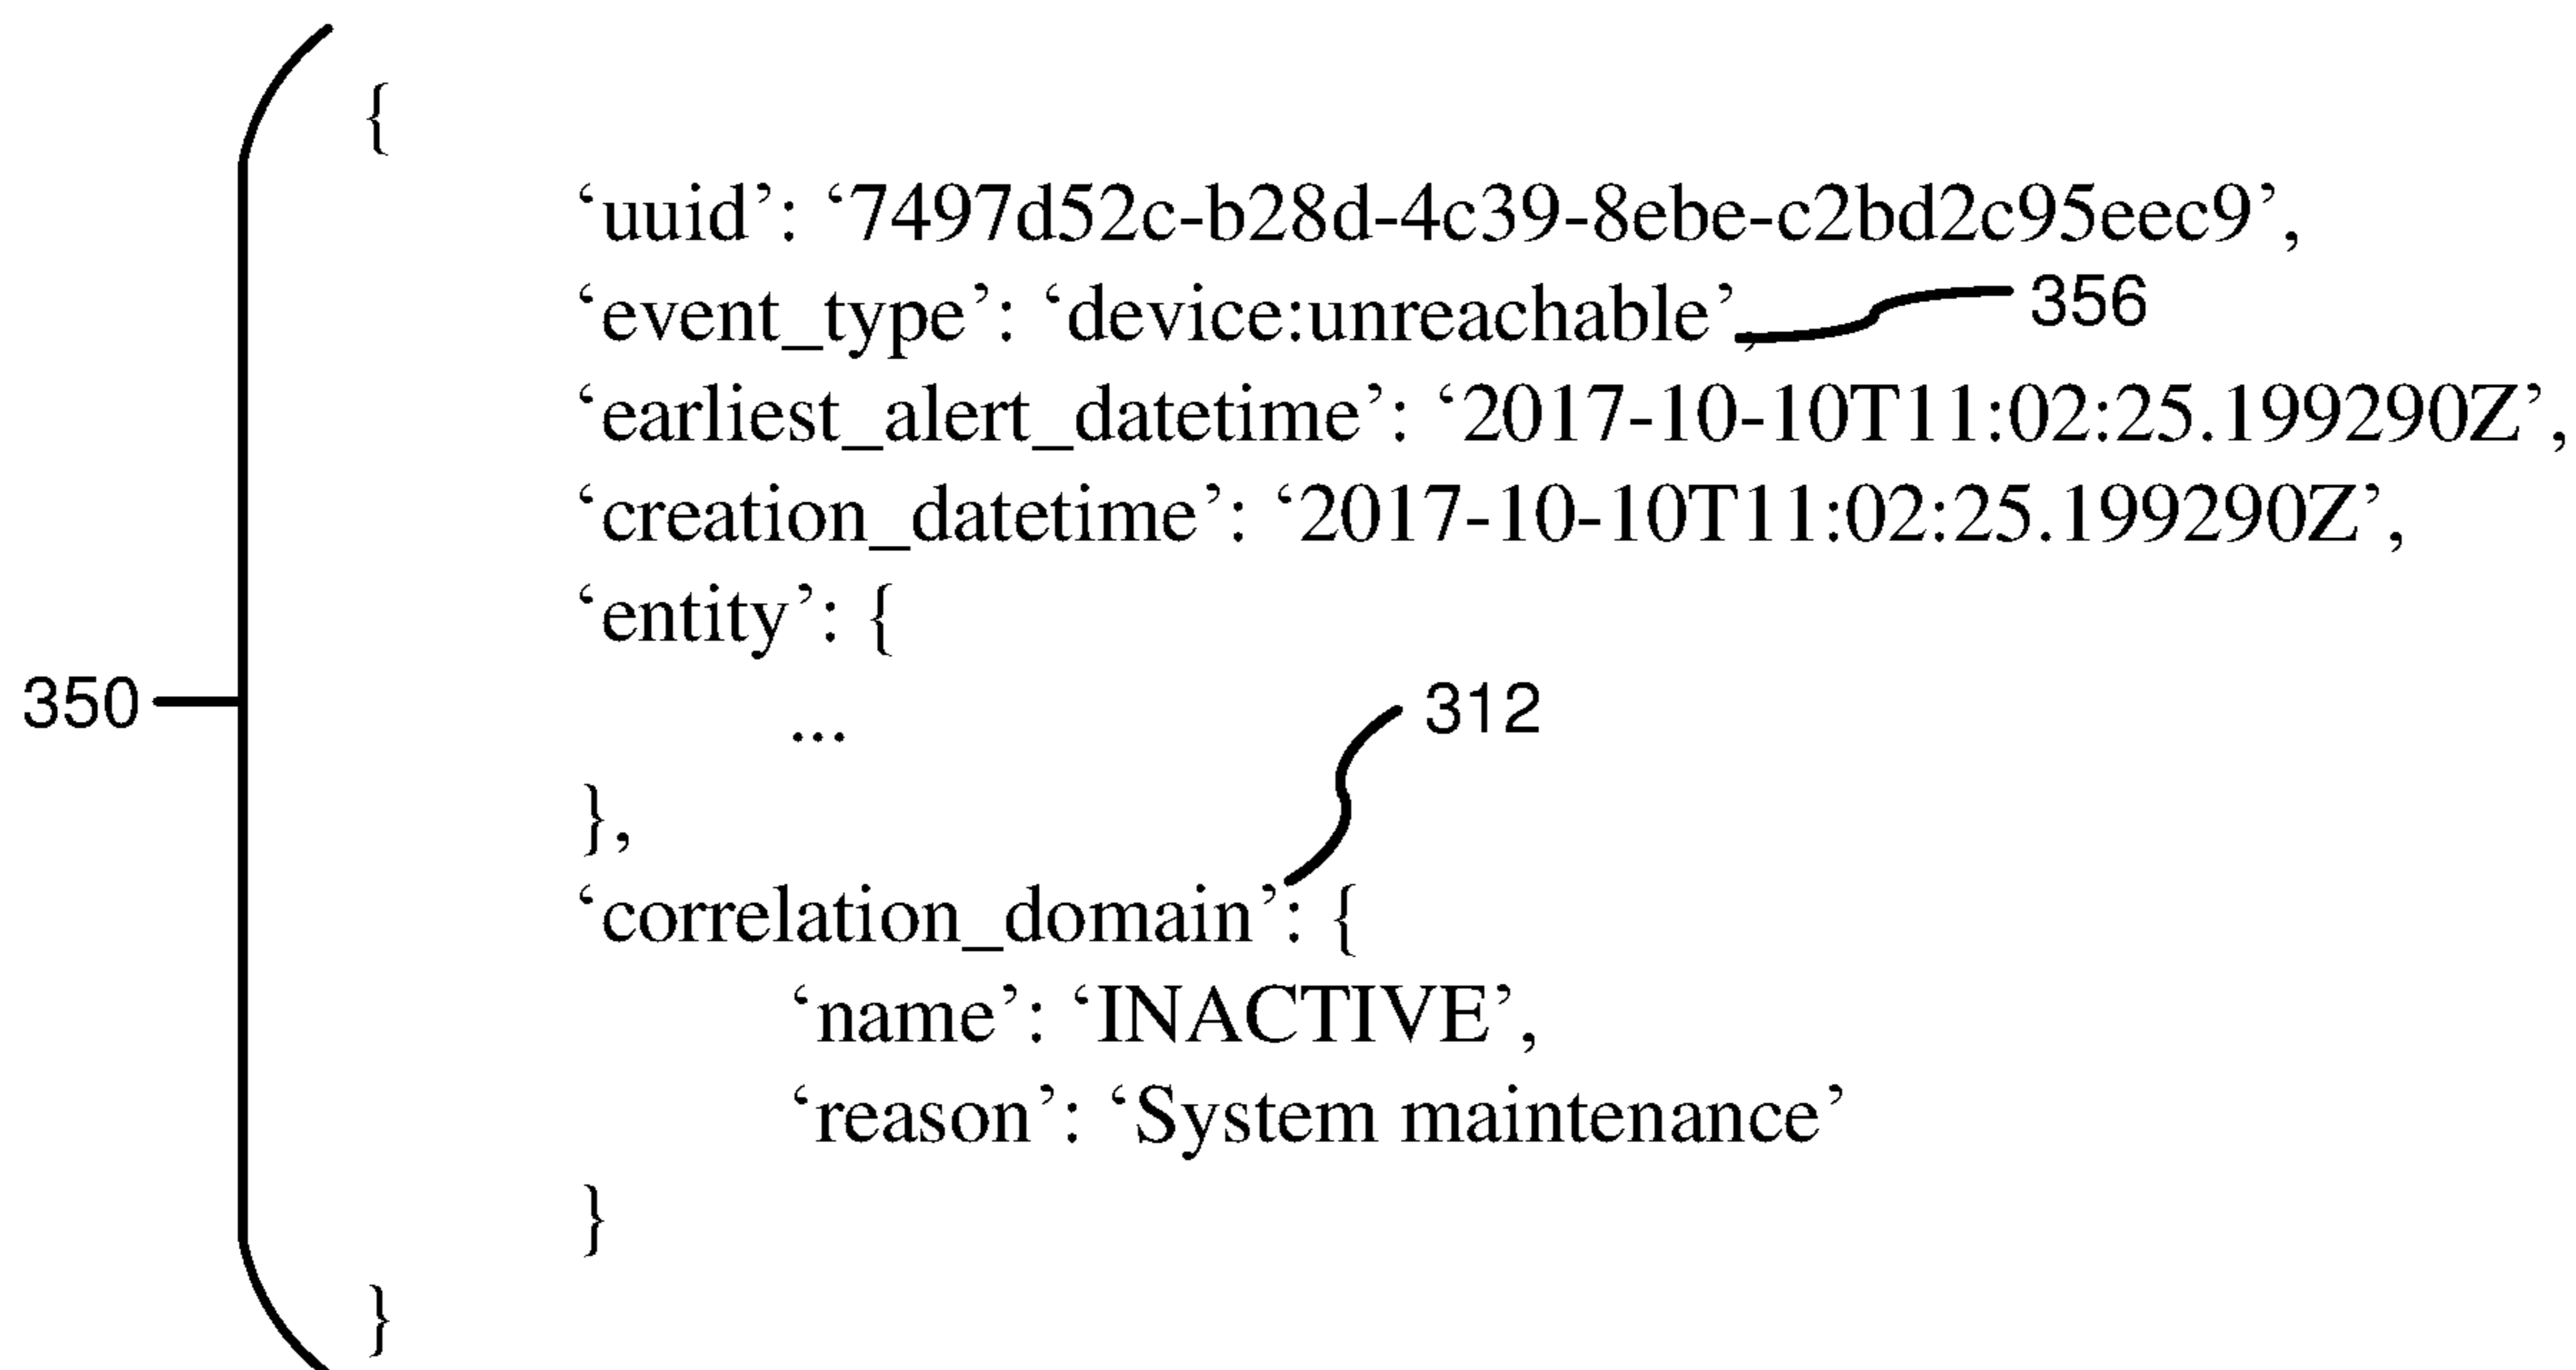 {
‘uuid’: ‘7497d52c-b28d-4c39-8ebe-c2bd2c95eec9’,
‘event_type’: ‘device:unreachable’, 356
‘earliest_alert_datetime’: ‘2017-10-10T11:02:25.199290Z’,
‘creation_datetime’: ‘2017-10-10T11:02:25.199290Z’,
‘entity’: {
350
...
312
},
‘correlation_domain’: {
‘name’: ‘INACTIVE’,
‘reason’: ‘System maintenance’
}
}